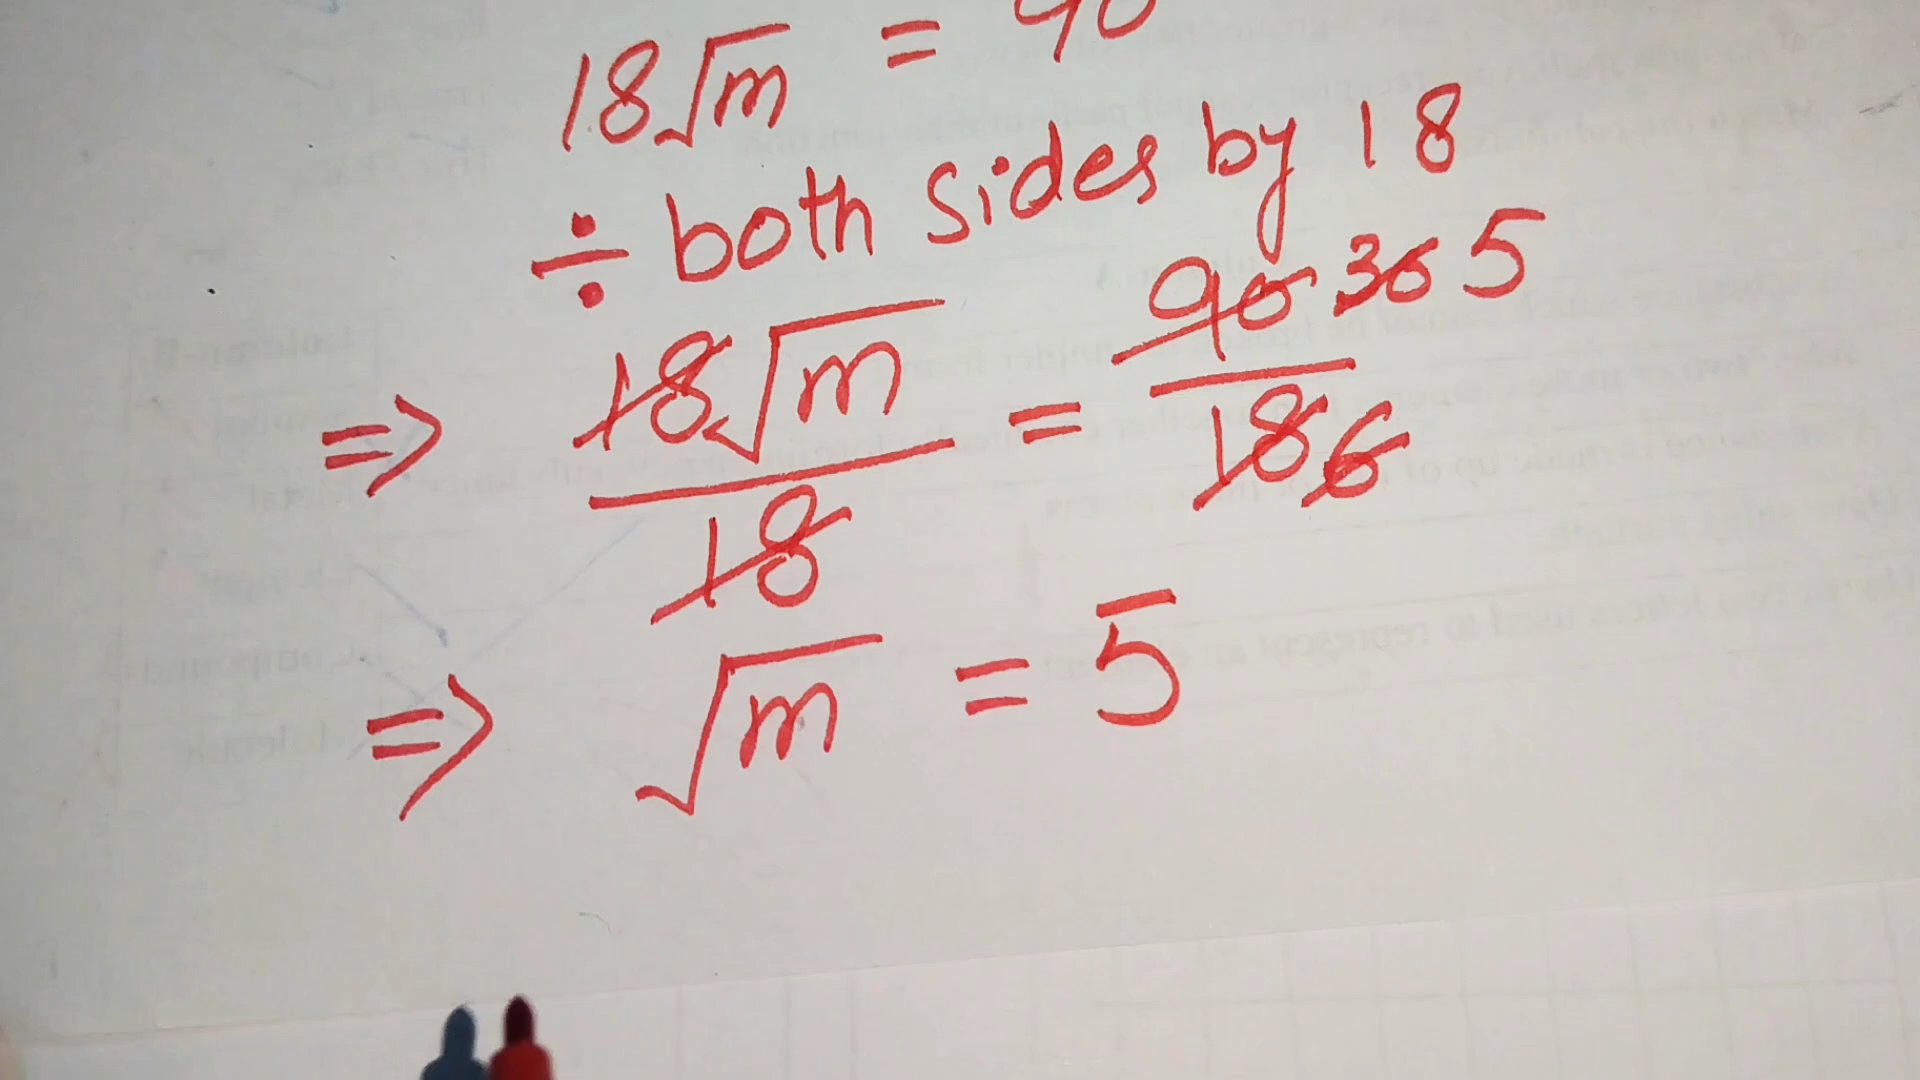 18√m = 90
÷ both sides by 18
⇒ 18√m/18 = 90 30 5/18 6
⇒ √m = 5